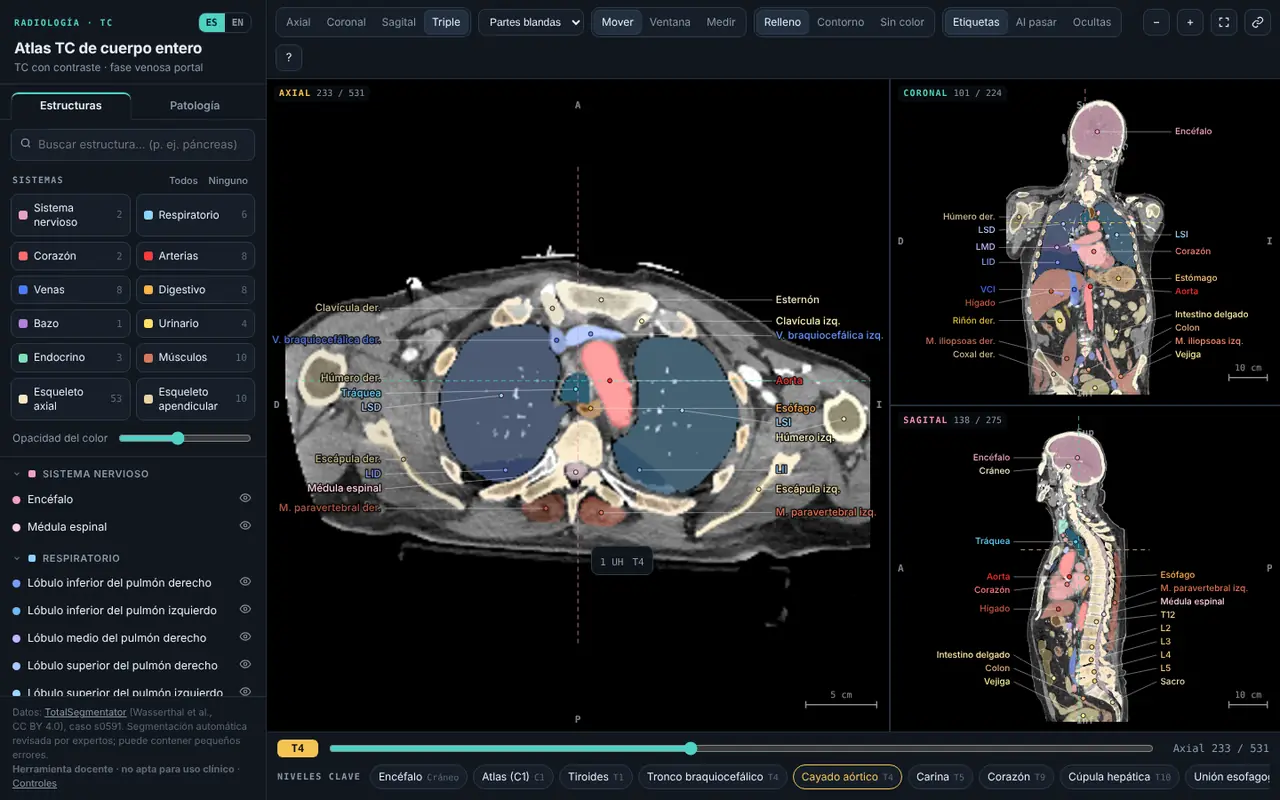 RADIOLOGÍA · TC
ES EN
Atlas TC de cuerpo entero
TC con contraste · fase venosa portal
Estructuras Patología
Buscar estructura... (p. ej. páncreas)
SISTEMAS Todos Ninguno
Sistema nervioso 2
Respiratorio 6
Corazón 2
Arterias 8
Venas 8
Digestivo 8
Bazo 1
Urinario 4
Endocrino 3
Músculos 10
Esqueleto axial 53
Esqueleto apendicular 10
Opacidad del color
SISTEMA NERVIOSO
Encéfalo
Médula espinal
RESPIRATORIO
Lóbulo inferior del pulmón derecho
Lóbulo inferior del pulmón izquierdo
Lóbulo medio del pulmón derecho
Lóbulo superior del pulmón derecho
Lóbulo superior del pulmón izquierdo
Datos: TotalSegmentator (Wasserthal et al.,
CC BY 4.0), caso s0591. Segmentación automática
revisada por expertos; puede contener pequeños
errores.
Herramienta docente · no apta para uso clínico ·
Controles
Axial Coronal Sagital Triple
Partes blandas
Mover Ventana Medir
Relleno Contorno Sin color
Etiquetas Al pasar Ocultas
− +
?
AXIAL 233 / 531
A
D
I
P
Clavícula der.
V. braquiocefálica der.
Húmero der.
Tráquea
LSD
Escápula der.
LID
Médula espinal
M. paravertebral der.
Esternón
Clavícula izq.
V. braquiocefálica izq.
Aorta
Esófago
LSI
Húmero izq.
LII
Escápula izq.
M. paravertebral izq.
1 UH T4
5 cm
CORONAL 101 / 224
D
I
Encéfalo
Húmero der.
LSD
LMD
LID
VCI
Hígado
Riñón der.
M. iliopsoas der.
Coxal der.
LSI
Corazón
Estómago
Aorta
Intestino delgado
Colon
M. iliopsoas izq.
Vejiga
10 cm
SAGITAL 138 / 275
Sup
A
P
Encéfalo
Cráneo
Tráquea
Aorta
Corazón
Hígado
Intestino delgado
Colon
Vejiga
Esófago
M. paravertebral izq.
Médula espinal
T12
L2
L3
L4
L5
Sacro
10 cm
T4 Axial 233 / 531
NIVELES CLAVE Encéfalo Cráneo Atlas (C1) C1 Tiroides T1 Tronco braquiocefálico T4 Cayado aórtico T4 Carina T5 Corazón T9 Cúpula hepática T10 Unión esofagog